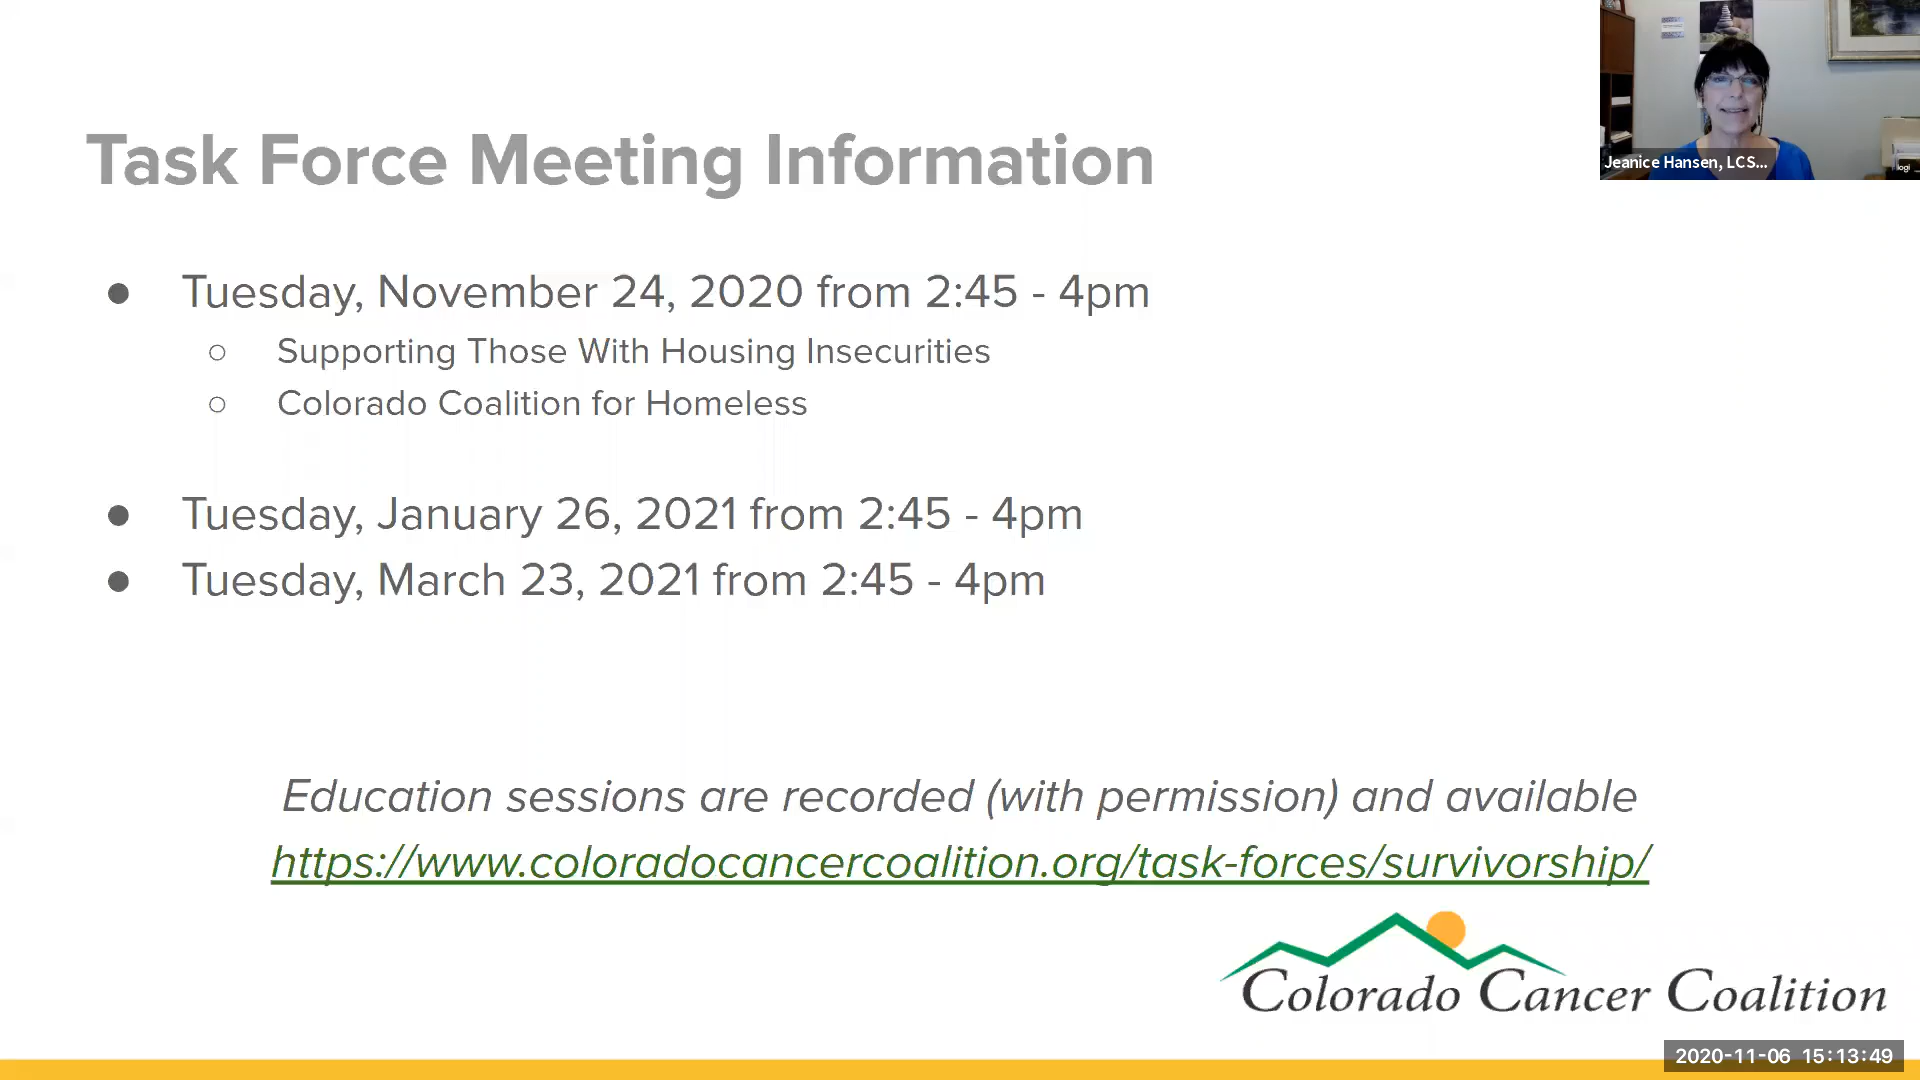 Task Force Meeting Information
Jeanice Hansen, LCS...
logi
● Tuesday, November 24, 2020 from 2:45 - 4pm
○ Supporting Those With Housing Insecurities
○ Colorado Coalition for Homeless
● Tuesday, January 26, 2021 from 2:45 - 4pm
● Tuesday, March 23, 2021 from 2:45 - 4pm
Education sessions are recorded (with permission) and available
https://www.coloradocancercoalition.org/task-forces/survivorship/
Colorado Cancer Coalition
2020-11-06 15:13:49